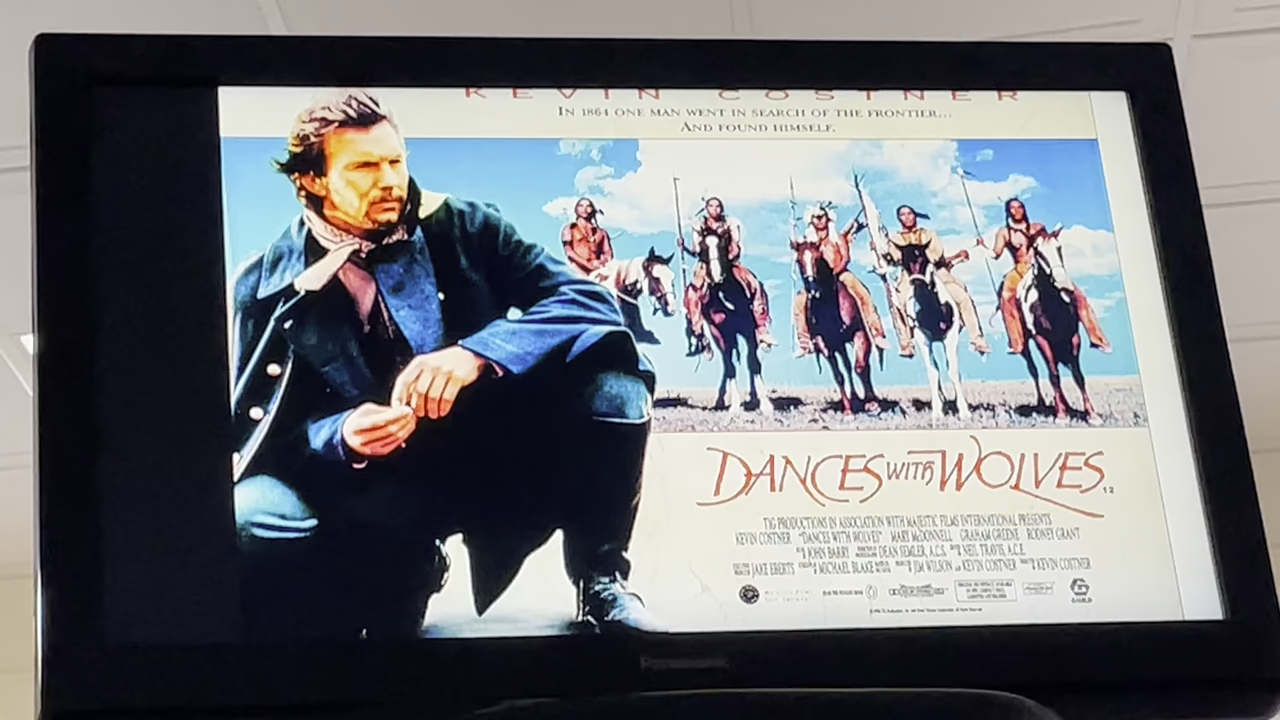 KEVIN COSTNER
IN 1864 ONE MAN WENT IN SEARCH OF THE FRONTIER...
AND FOUND HIMSELF.
DANCES WITH WOLVES
12
TIG PRODUCTIONS IN ASSOCIATION WITH MAJESTIC FILMS INTERNATIONAL PRESENTS
KEVIN COSTNER "DANCES WITH WOLVES" MARY McDONNELL GRAHAM GREENE RODNEY GRANT
JOHN BARRY DEAN SEMLER, A.C.S. NEIL TRAVIS, A.C.E.
JAKE EBERTS MICHAEL BLAKE JIM WILSON KEVIN COSTNER KEVIN COSTNER
GUILD
Panasonic